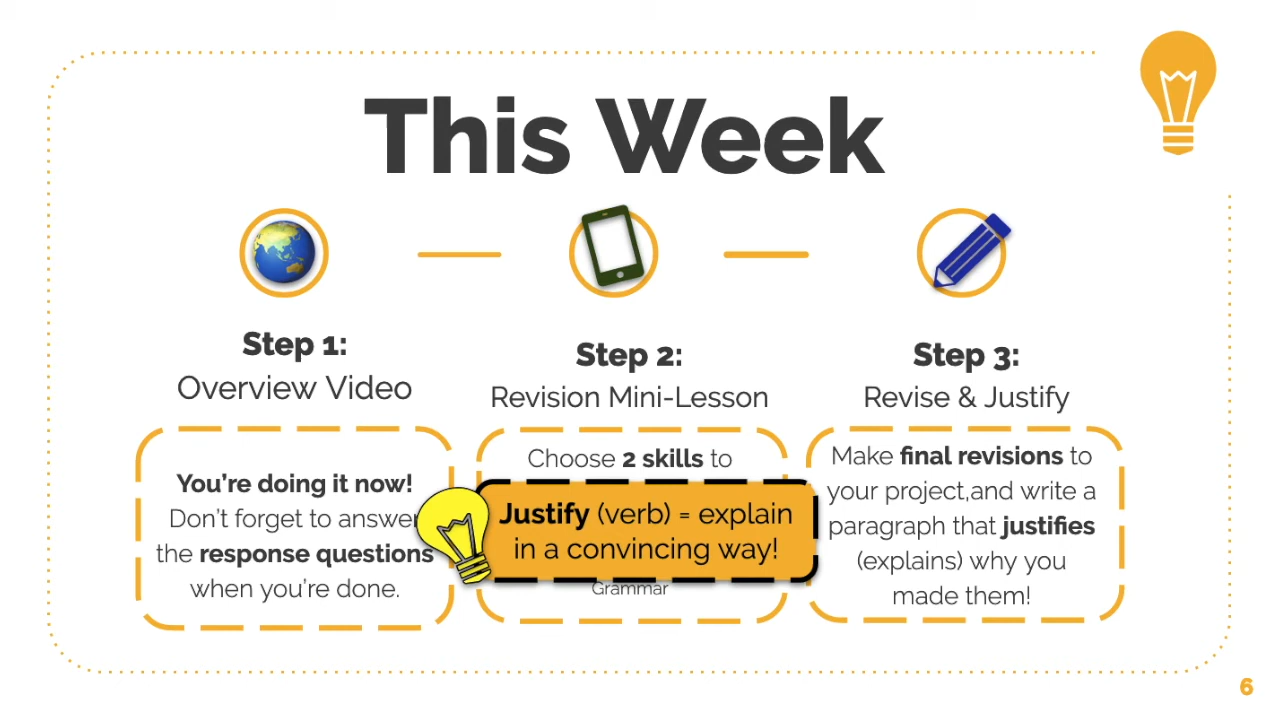 This Week
Step 1:
Overview Video
You're doing it now!
Don't forget to answer
the response questions
when you're done.
Step 2:
Revision Mini-Lesson
Choose 2 skills to
Justify (verb) = explain
in a convincing way!
Grammar
Step 3:
Revise & Justify
Make final revisions to
your project,and write a
paragraph that justifies
(explains) why you
made them!
6